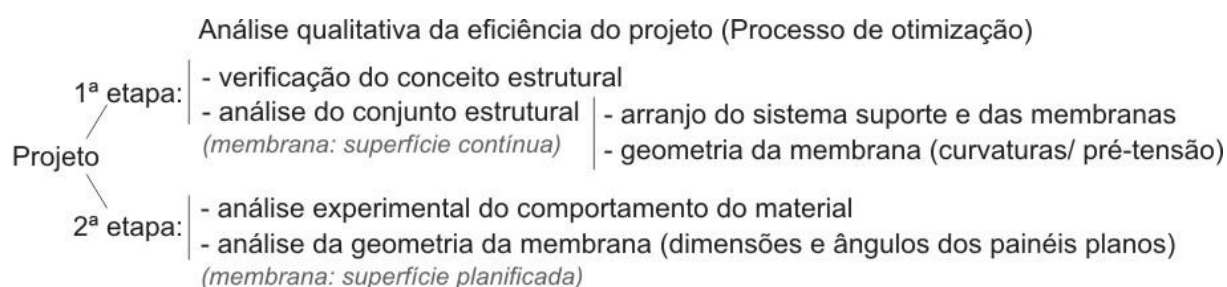 Análise qualitativa da eficiência do projeto (Processo de otimização)
1ª etapa:
- verificação do conceito estrutural
- análise do conjunto estrutural
(membrana: superfície contínua)
- arranjo do sistema suporte e das membranas
- geometria da membrana (curvaturas/ pré-tensão)
Projeto
2ª etapa:
- análise experimental do comportamento do material
- análise da geometria da membrana (dimensões e ângulos dos painéis planos)
(membrana: superfície planificada)